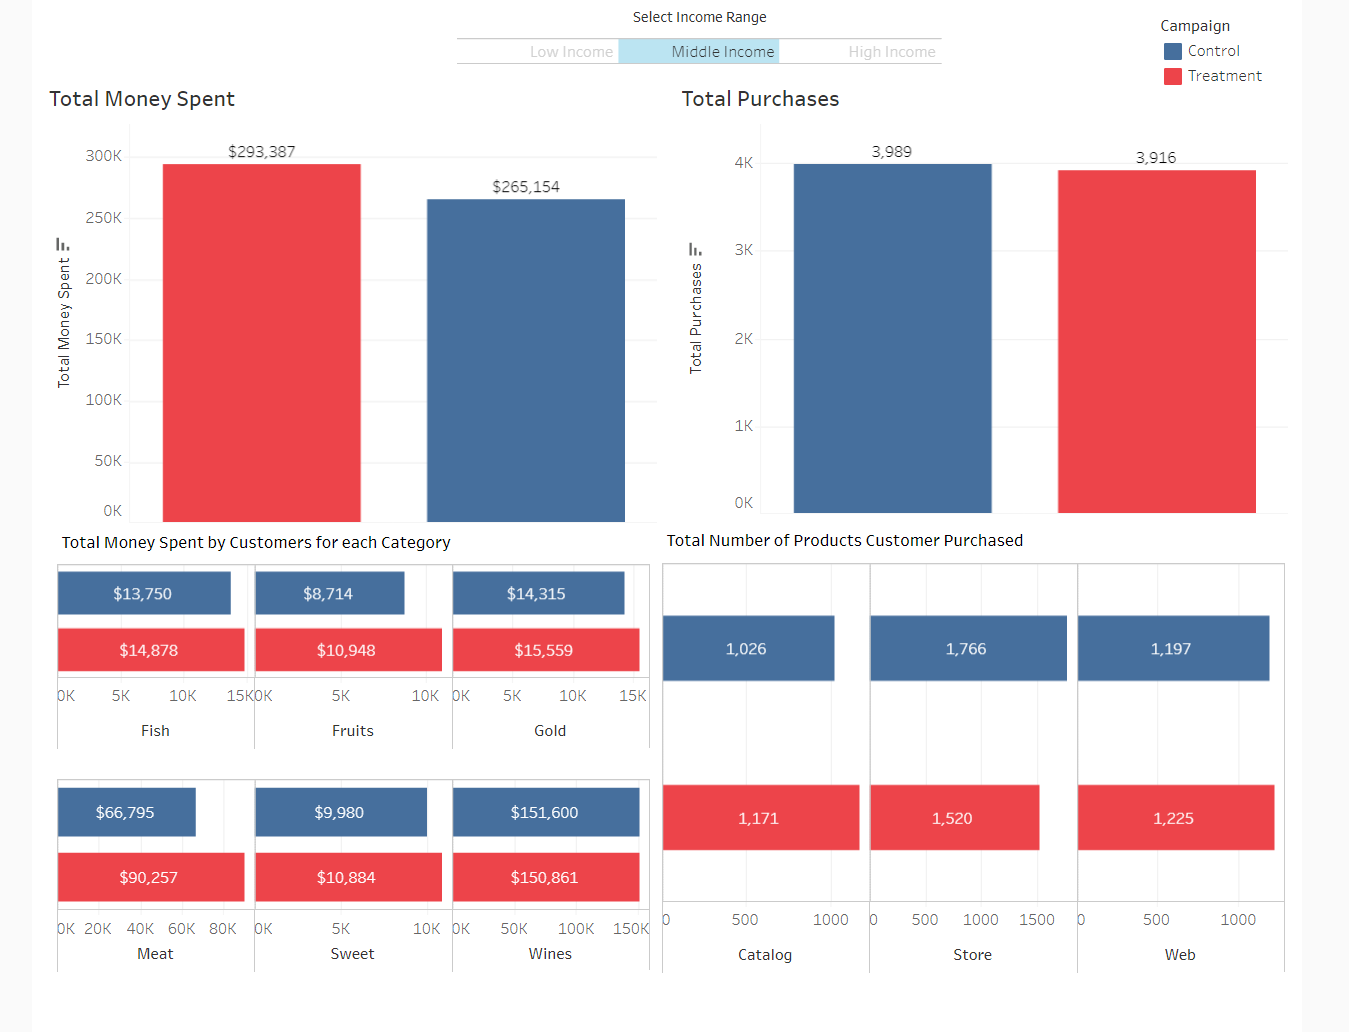 Select Income Range
Low Income Middle Income High Income
Campaign
Control
Treatment
Total Money Spent
Total Purchases
$293,387
$265,154
300K
250K
200K
150K
100K
50K
0K
Total Money Spent
3,989
3,916
4K
3K
2K
1K
0K
Total Purchases
Total Money Spent by Customers for each Category
$13,750 $8,714 $14,315
$14,878 $10,948 $15,559
0K 5K 10K 15K 0K 5K 10K 0K 5K 10K 15K
Fish Fruits Gold
$66,795 $9,980 $151,600
$90,257 $10,884 $150,861
0K 20K 40K 60K 80K 0K 5K 10K 0K 50K 100K 150K
Meat Sweet Wines
Total Number of Products Customer Purchased
1,026 1,766 1,197
1,171 1,520 1,225
0 500 1000 0 500 1000 1500 0 500 1000
Catalog Store Web